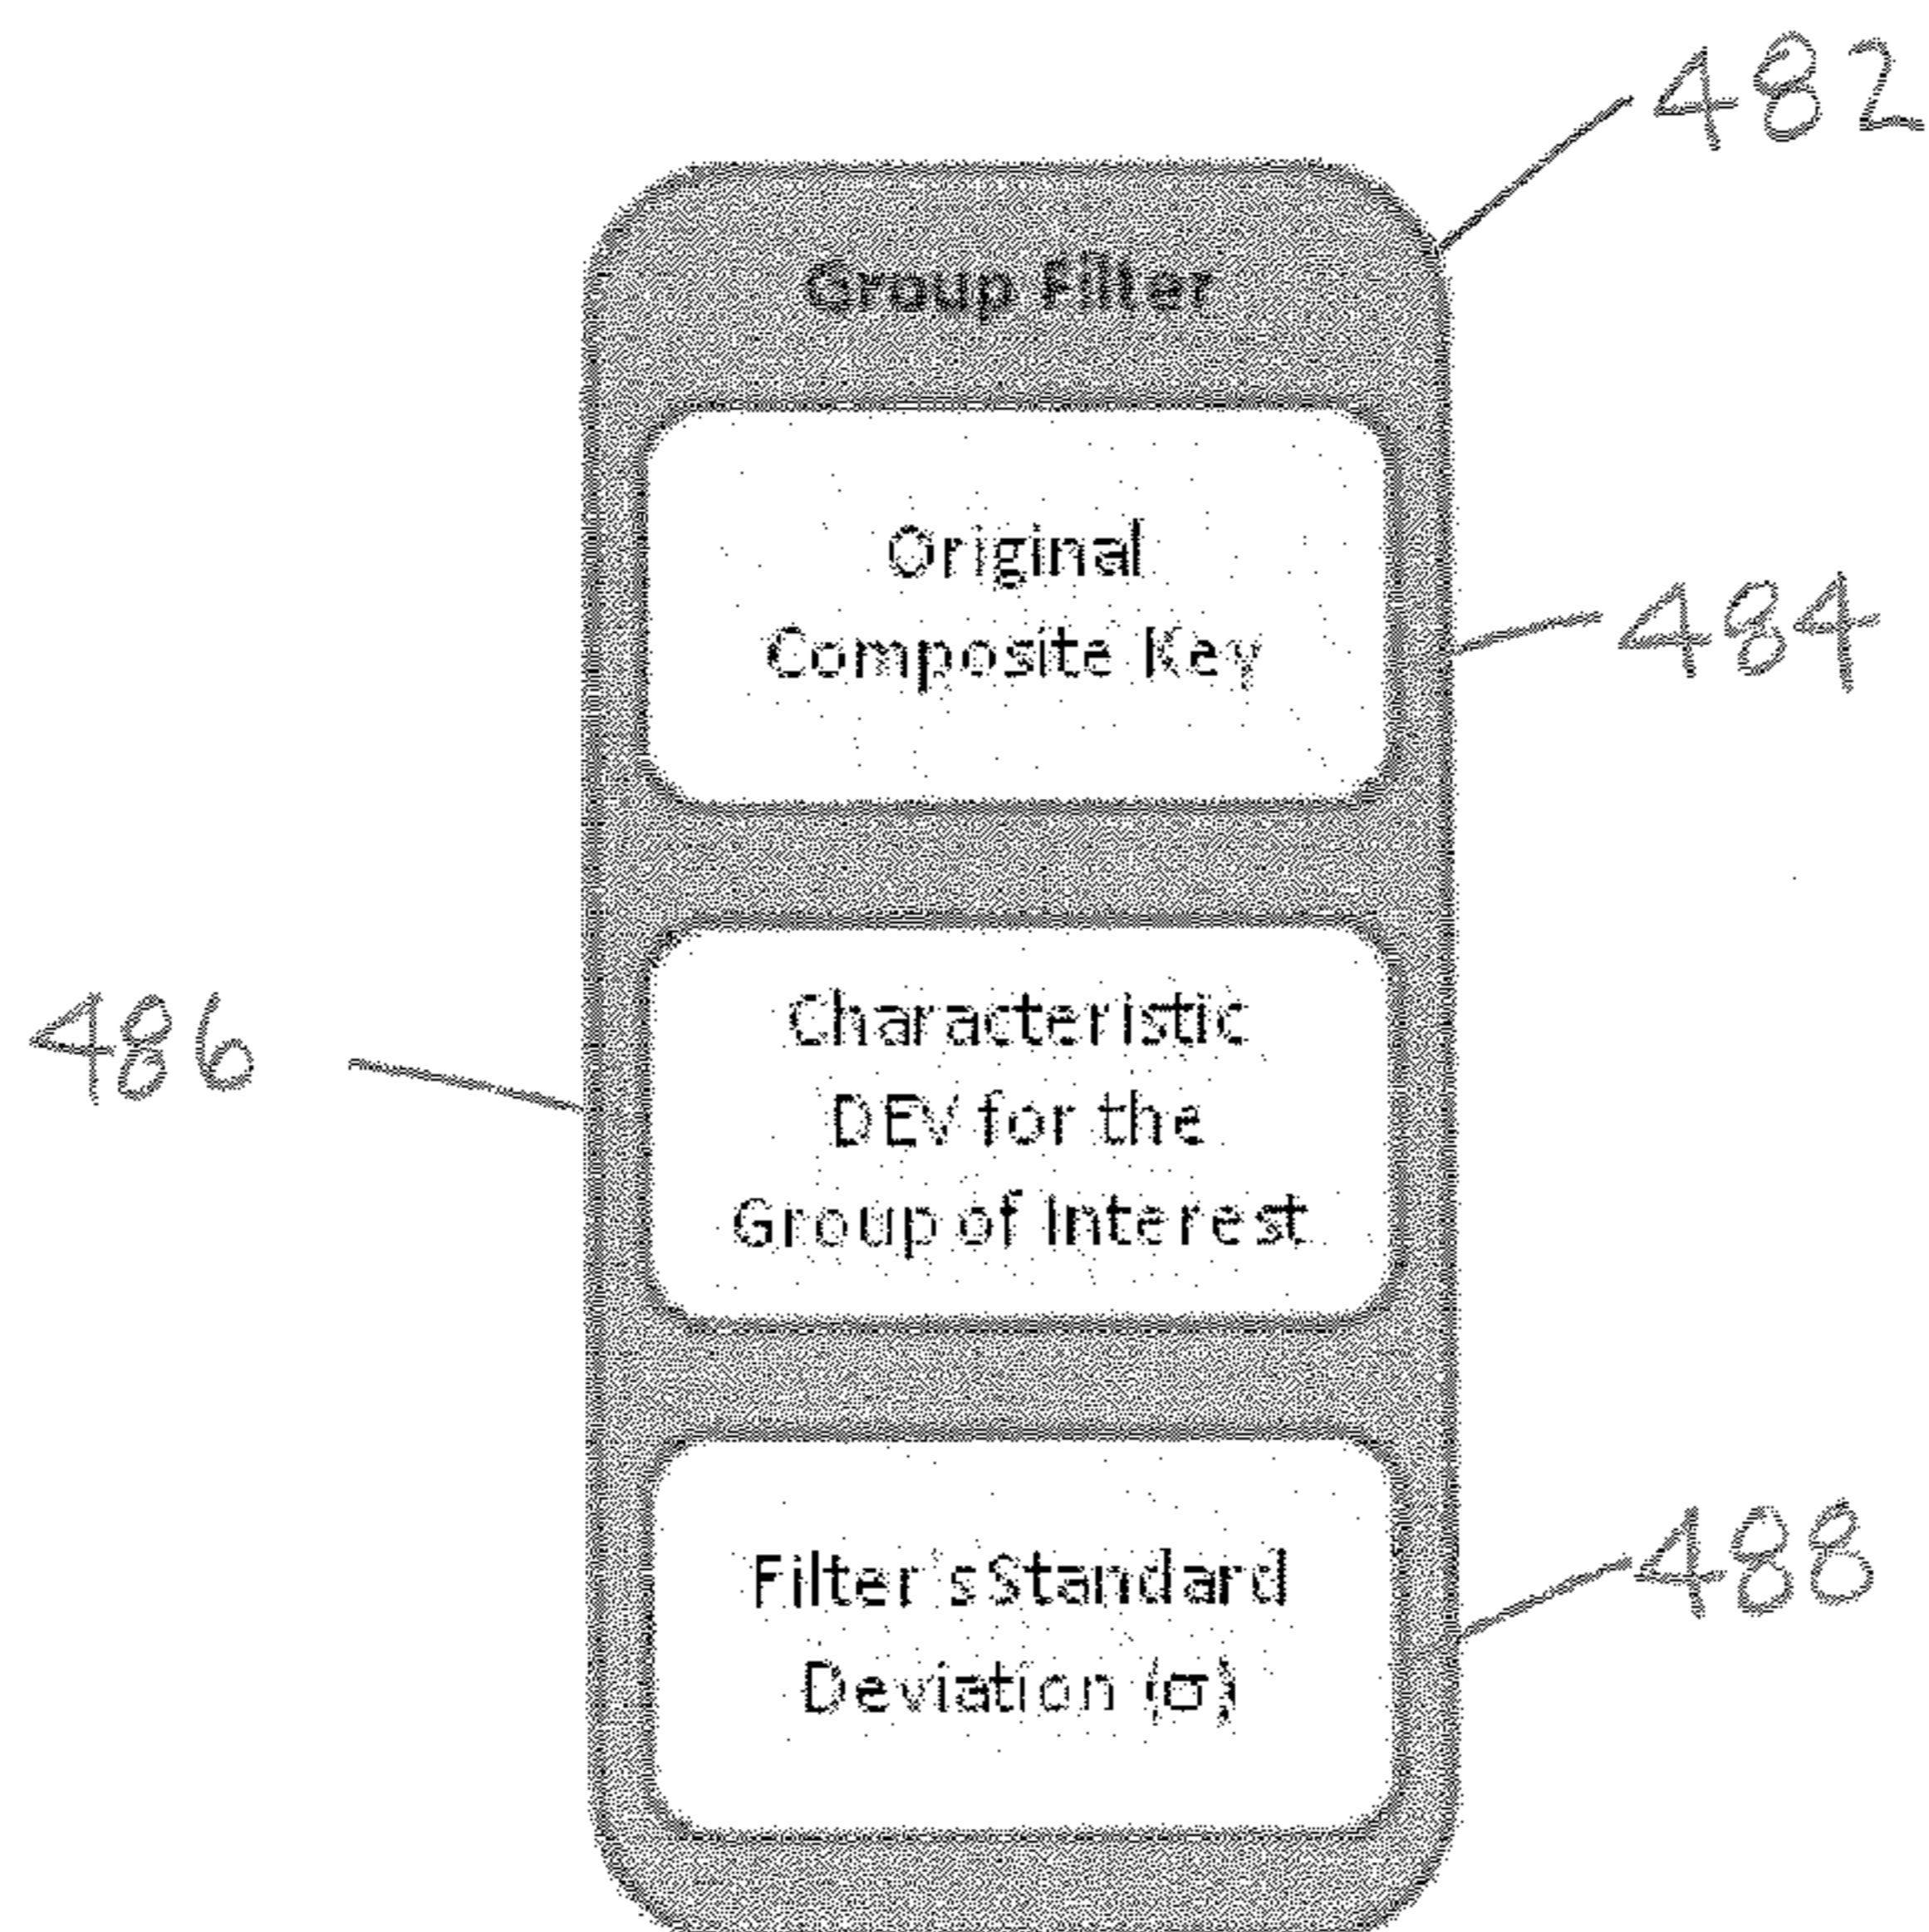 482
Group Filter
Original
Composite Key
484
486
Characteristic
DEV for the
Group of Interest
Filter's Standard
Deviation (σ)
488